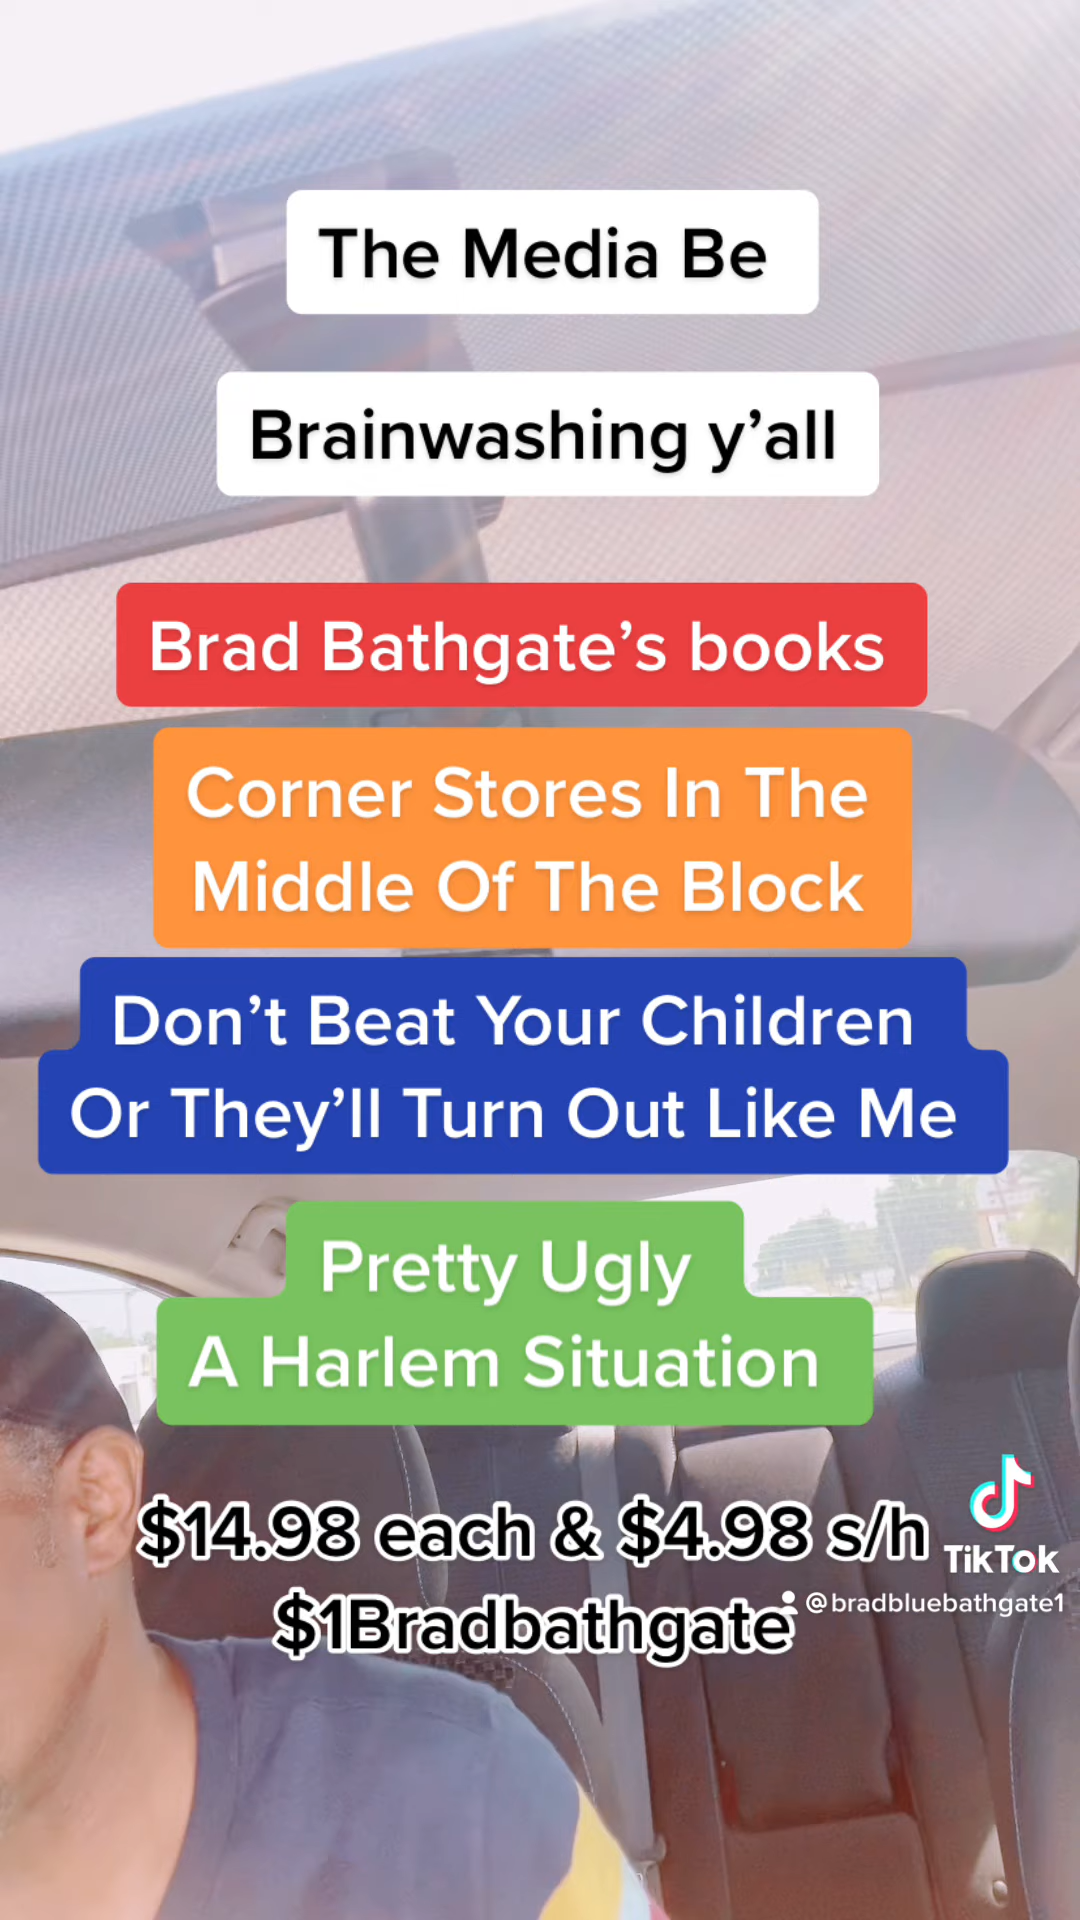 The Media Be
Brainwashing y’all
Brad Bathgate’s books
Corner Stores In The
Middle Of The Block
Don’t Beat Your Children
Or They’ll Turn Out Like Me
Pretty Ugly
A Harlem Situation
$14.98 each & $4.98 s/h
$1Bradbathgate
TikTok
@bradbluebathgate1